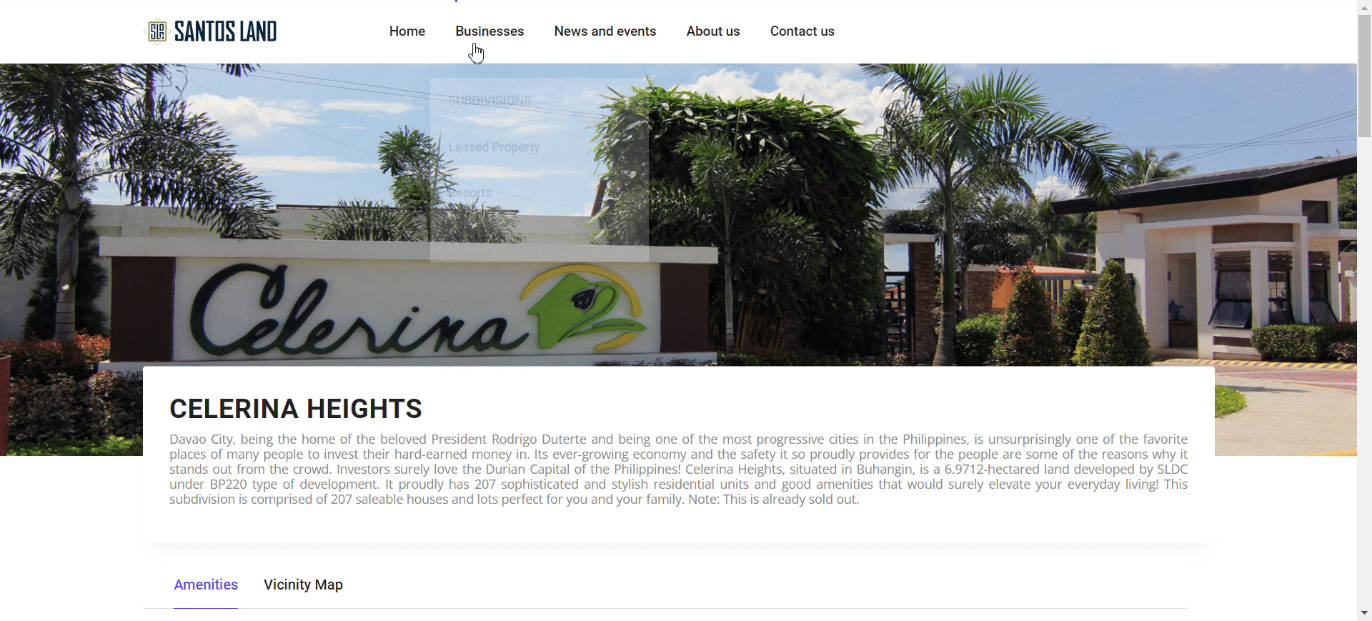 SLDC SANTOS LAND
Home Businesses News and events About us Contact us
SUBDIVISIONS
Leased Property
Resorts
Celerina
CELERINA HEIGHTS
Davao City, being the home of the beloved President Rodrigo Duterte and being one of the most progressive cities in the Philippines, is unsurprisingly one of the favorite
places of many people to invest their hard-earned money in. Its ever-growing economy and the safety it so proudly provides for the people are some of the reasons why it
stands out from the crowd. Investors surely love the Durian Capital of the Philippines! Celerina Heights, situated in Buhangin, is a 6.9712-hectared land developed by SLDC
under BP220 type of development. It proudly has 207 sophisticated and stylish residential units and good amenities that would surely elevate your everyday living! This
subdivision is comprised of 207 saleable houses and lots perfect for you and your family. Note: This is already sold out.
Amenities Vicinity Map